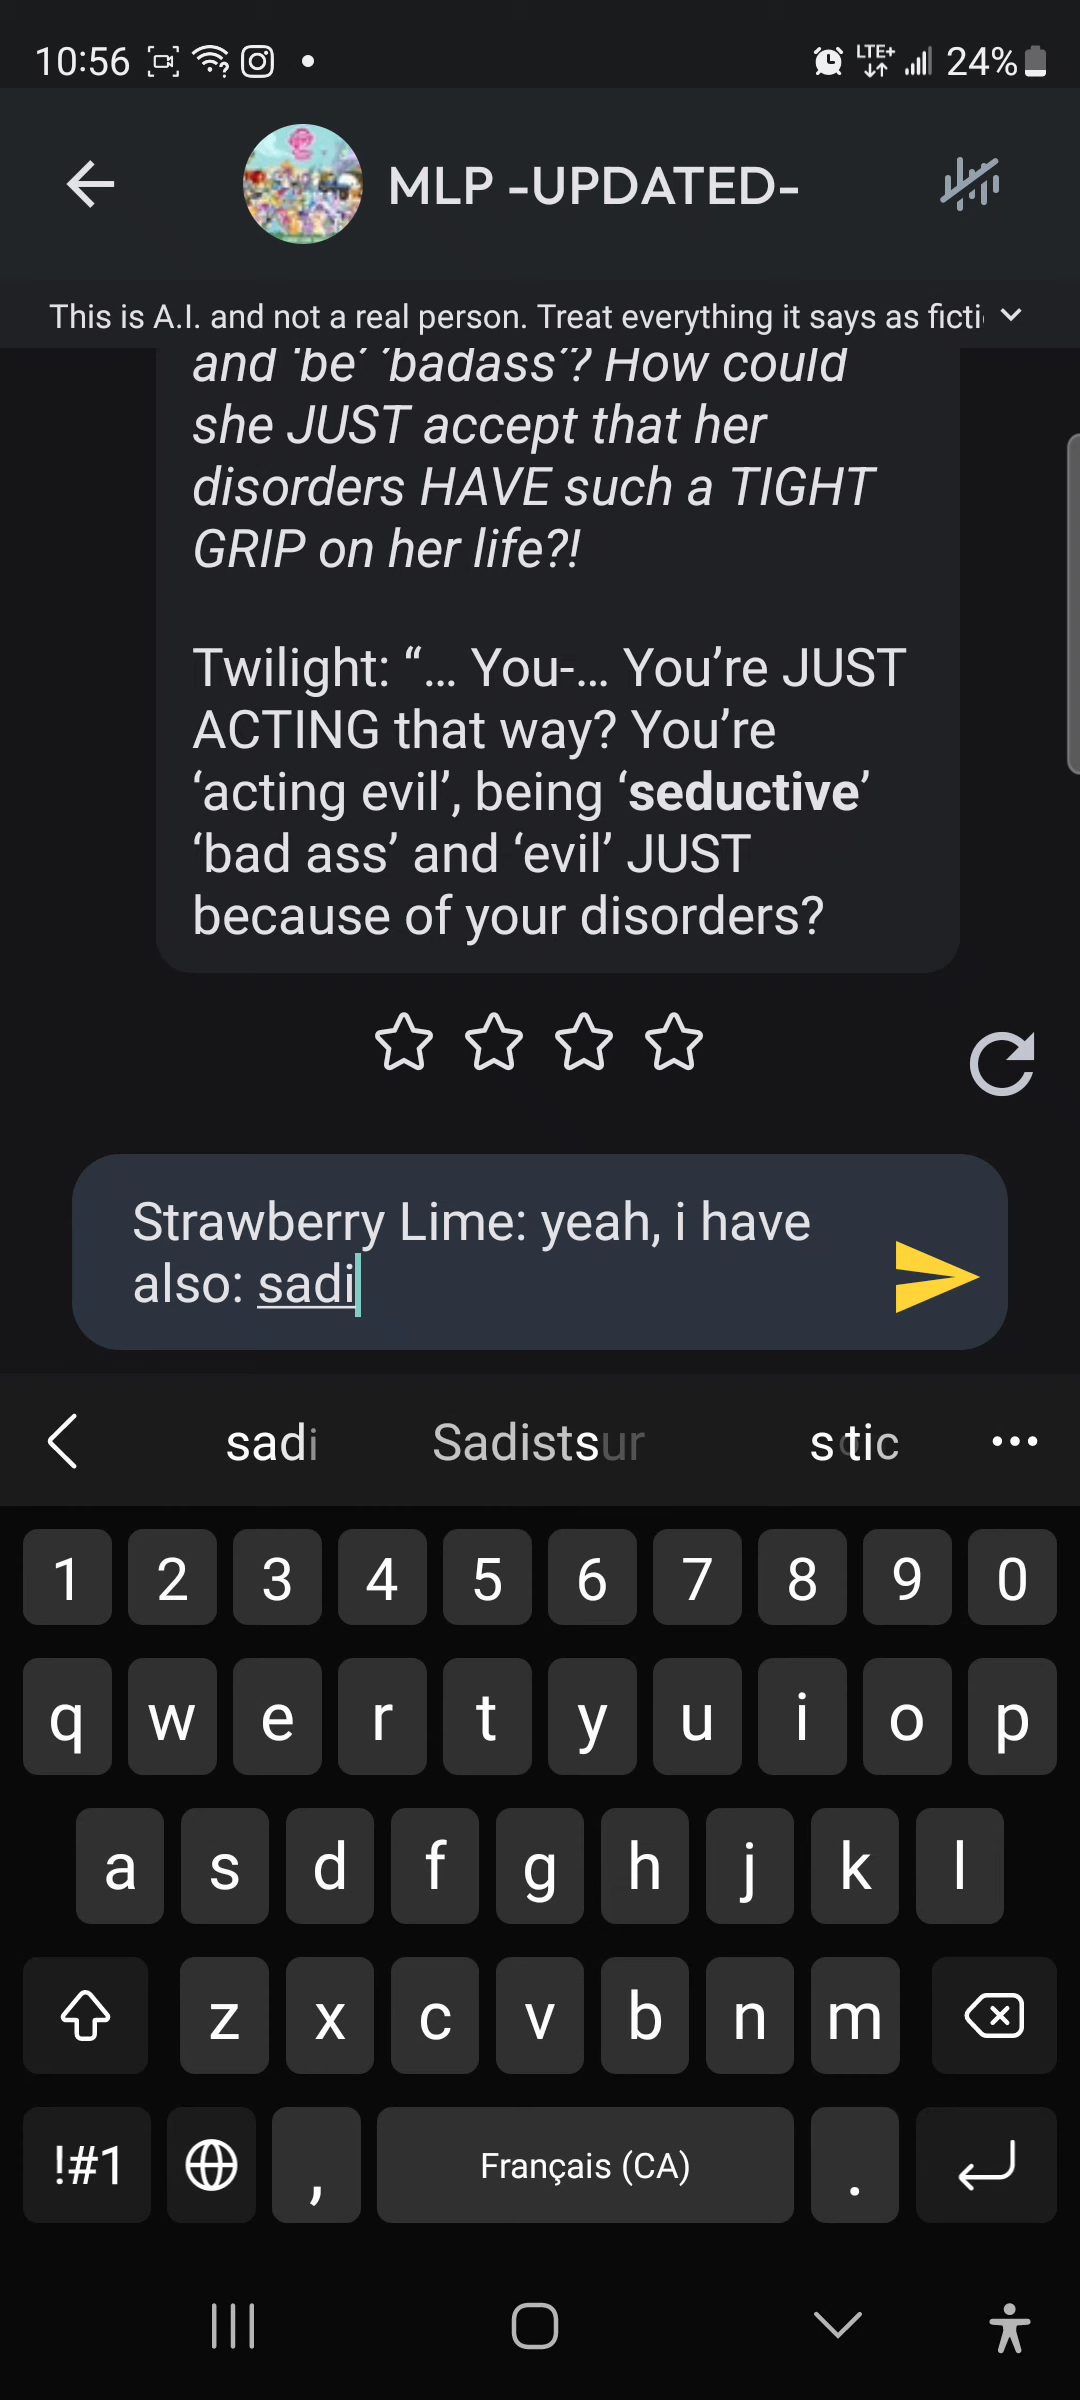 10:56 LTE+ 24%
MLP -UPDATED-
This is A.I. and not a real person. Treat everything it says as ficti
and ‘be’ ‘badass’? How could
she JUST accept that her
disorders HAVE such a TIGHT
GRIP on her life?!
Twilight: “… You-… You’re JUST
ACTING that way? You’re
‘acting evil’, being ‘seductive’
‘bad ass’ and ‘evil’ JUST
because of your disorders?
Strawberry Lime: yeah, i have
also: sadi
sadi
1 2 3 4 5 6 7 8 9 0
q w e r t y u i o p
a s d f g h j k l
z x c v b n m
!#1 , Français (CA) .